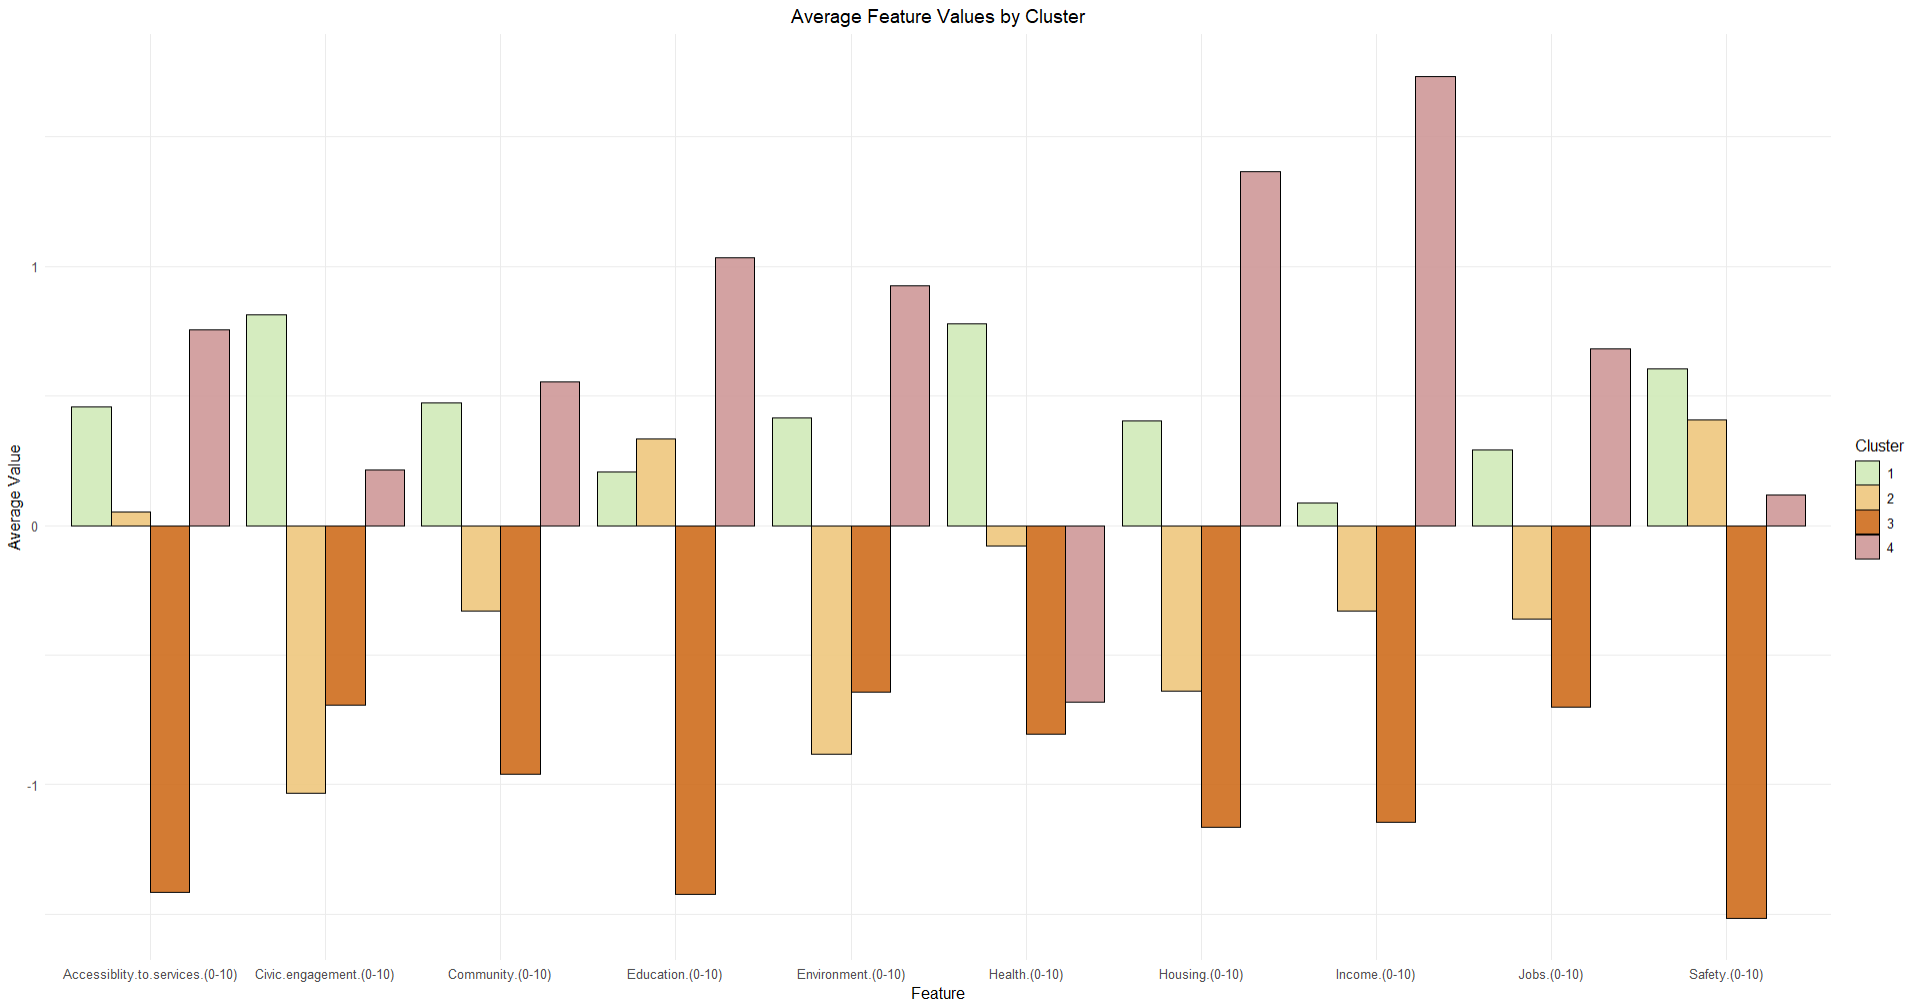 Average Feature Values by Cluster
Average Value
1
0
-1
Accessiblity.to.services.(0-10)
Civic.engagement.(0-10)
Community.(0-10)
Education.(0-10)
Environment.(0-10)
Health.(0-10)
Housing.(0-10)
Income.(0-10)
Jobs.(0-10)
Safety.(0-10)
Feature
Cluster
1
2
3
4